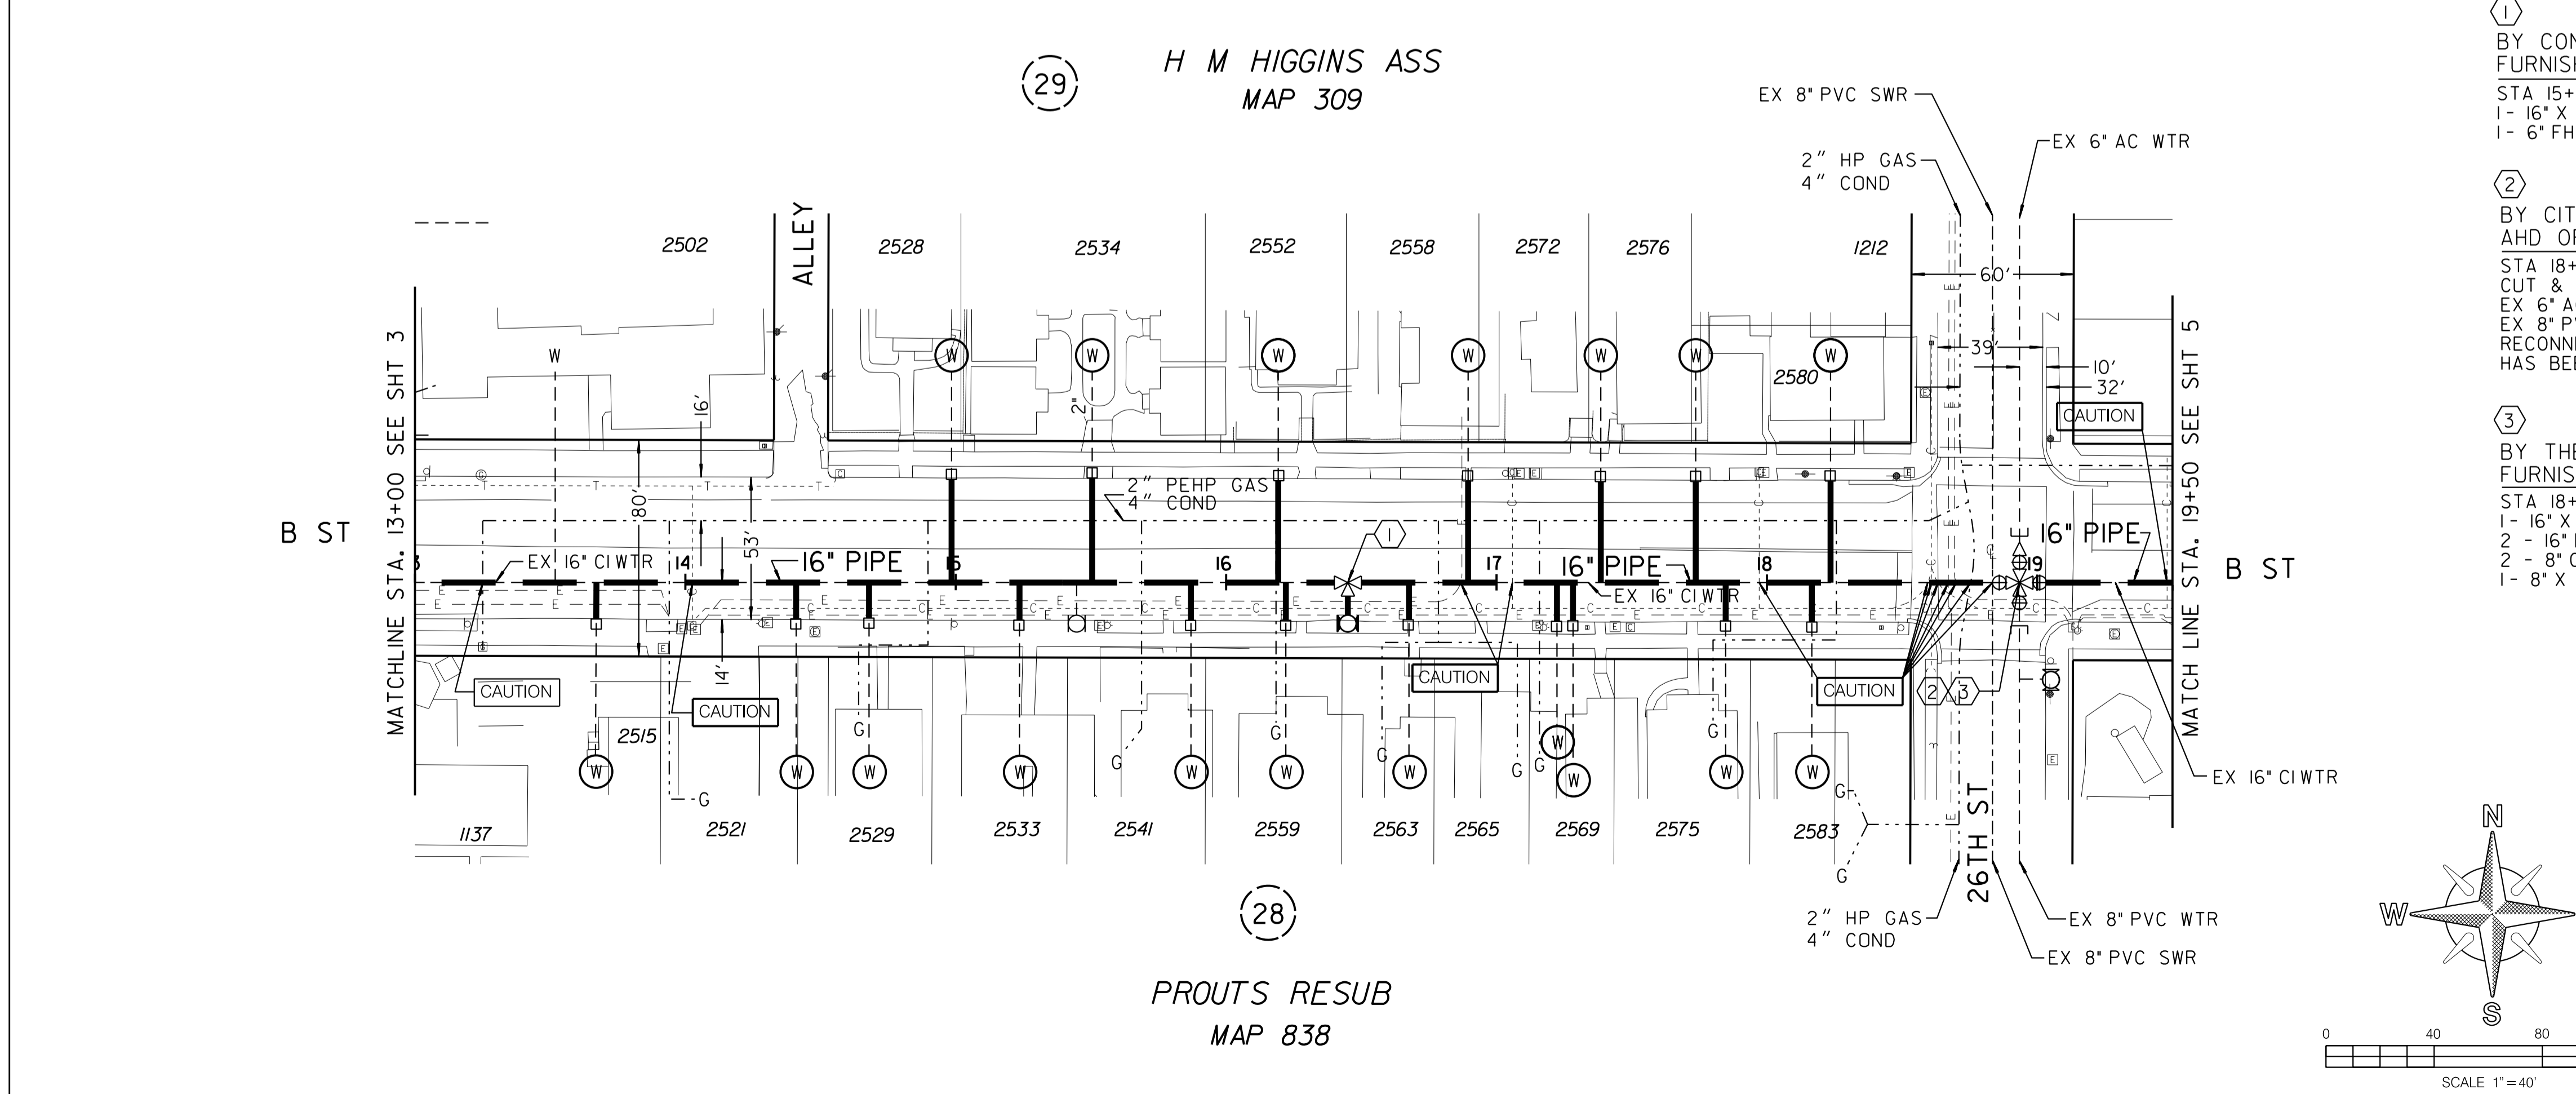 H M HIGGINS ASS
MAP 309
29
EX 8" PVC SWR
EX 6" AC WTR
2" HP GAS
4" COND
2502
ALLEY
2528
2534
2552
2558
2572
2576
1212
60'
39'
10'
32'
2580
CAUTION
W
W
W
W
W
W
W
W
2"
16'
80'
53'
14'
2" PEHP GAS
4" COND
B ST
MATCHLINE STA. 13+00 SEE SHT 3
EX 16" CI WTR
14
16" PIPE
15
16
1
17
16" PIPE
EX 16" CI WTR
18
19
16" PIPE
MATCH LINE STA. 19+50 SEE SHT 5
B ST
CAUTION
CAUTION
CAUTION
CAUTION
2
3
EX 16" CI WTR
2515
W
W
W
W
W
W
W
W
W
W
W
G
G
G
G
G
G
G
G
G
G
1137
2521
2529
2533
2541
2559
2563
2565
2569
2575
2583
26TH ST
2" HP GAS
4" COND
EX 8" PVC WTR
EX 8" PVC SWR
28
PROUTS RESUB
MAP 838
1
BY CON
FURNISH
STA 15+
1 - 16" X
1 - 6" FH
2
BY CIT
AHD OF
STA 18+
CUT &
EX 6" A
EX 8" P
RECONN
HAS BEE
3
BY THE
FURNIS
STA 18+
1 - 16" X
2 - 16"
2 - 8"
1 - 8" X
N
W
S
0 40 80
SCALE 1" = 40'